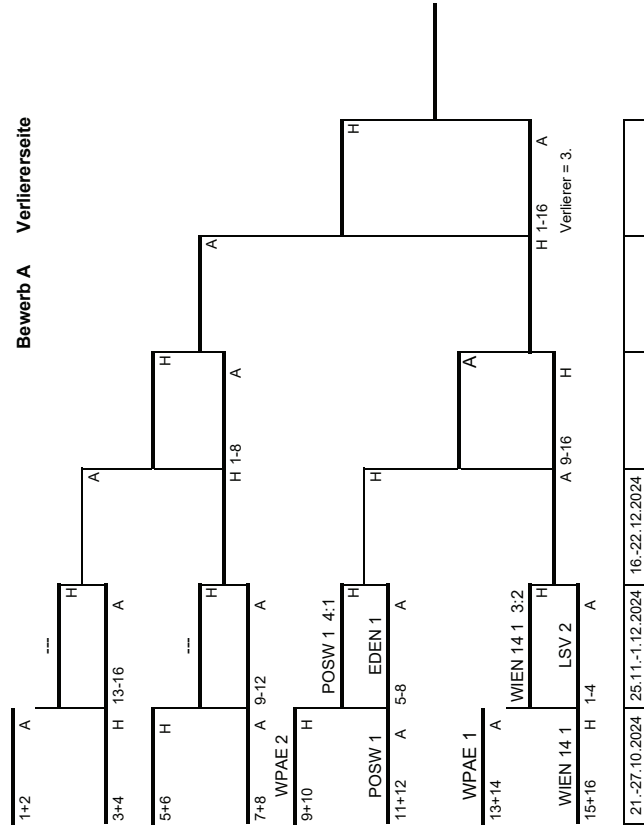 Bewerb A Verliererseite
1+2
A
---
3+4
H
H
13-16
A
A
5+6
H
---
H
7+8
A
H
9-12
A
H 1-8
A
A
WPAE 2
9+10
H
POSW 1 4:1
H
POSW 1
EDEN 1
11+12
A
5-8
A
H
H
WPAE 1
13+14
A
A
WIEN 14 1 3:2
H
WIEN 14 1
LSV 2
15+16
H
1-4
A
A
9-16
H
H 1-16
A
Verlierer = 3.
21.-27.10.2024
25.11.-1.12.2024
16.-22.12.2024